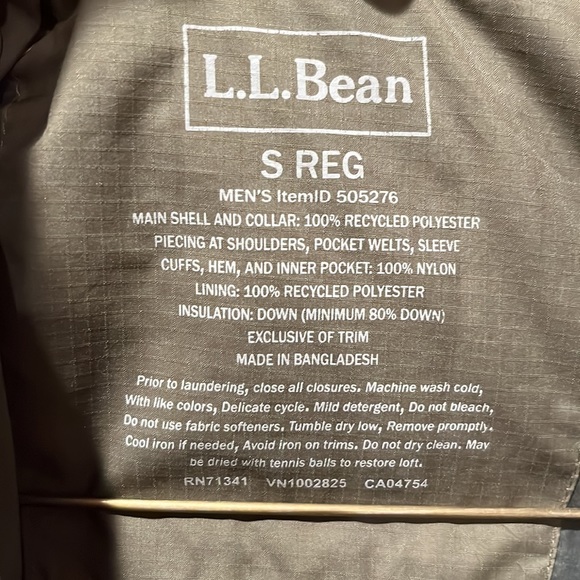 L.L.Bean
S REG
MEN'S ItemID 505276
MAIN SHELL AND COLLAR: 100% RECYCLED POLYESTER
PIECING AT SHOULDERS, POCKET WELTS, SLEEVE
CUFFS, HEM, AND INNER POCKET: 100% NYLON
LINING: 100% RECYCLED POLYESTER
INSULATION: DOWN (MINIMUM 80% DOWN)
EXCLUSIVE OF TRIM
MADE IN BANGLADESH
Prior to laundering, close all closures. Machine wash cold,
With like colors, Delicate cycle. Mild detergent, Do not bleach,
Do not use fabric softeners. Tumble dry low, Remove promptly.
Cool iron if needed, Avoid iron on trims. Do not dry clean. May
be dried with tennis balls to restore loft.
RN71341 VN1002825 CA04754